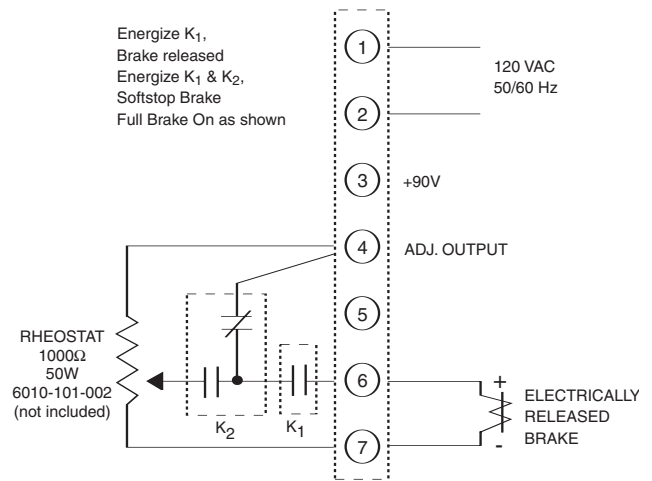 Energize K1,
Brake released
Energize K1 & K2,
Softstop Brake
Full Brake On as shown
1
120 VAC
50/60 Hz
2
3
+90V
4
ADJ. OUTPUT
5
RHEOSTAT
1000Ω
50W
6010-101-002
(not included)
K2
K1
6
7
+
-
ELECTRICALLY
RELEASED
BRAKE